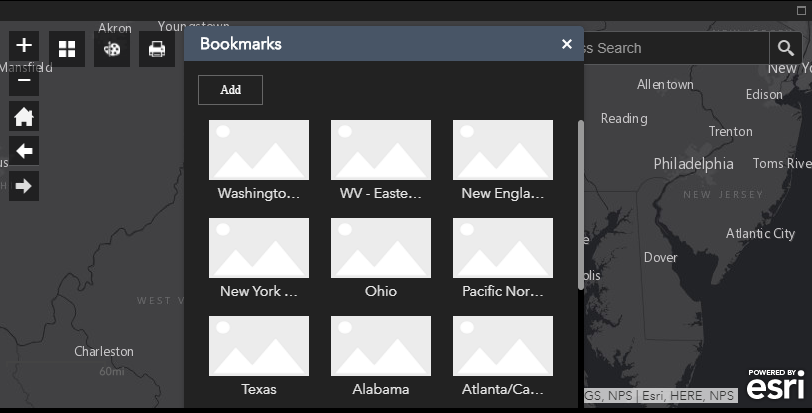 Akron
Youngstown
Bookmarks
ss Search
Mansfield
New Yo
Allentown
Edison
Add
Reading
Trenton
Philadelphia
Toms Rive
NEW JERSEY
Washingto...
WV - Easte...
New Engla...
Atlantic City
Dover
New York ...
Ohio
Pacific Nor...
WEST V
Charleston
60mi
Texas
Alabama
Atlanta/Ca...
GS, NPS | Esri, HERE, NPS
POWERED BY
esri